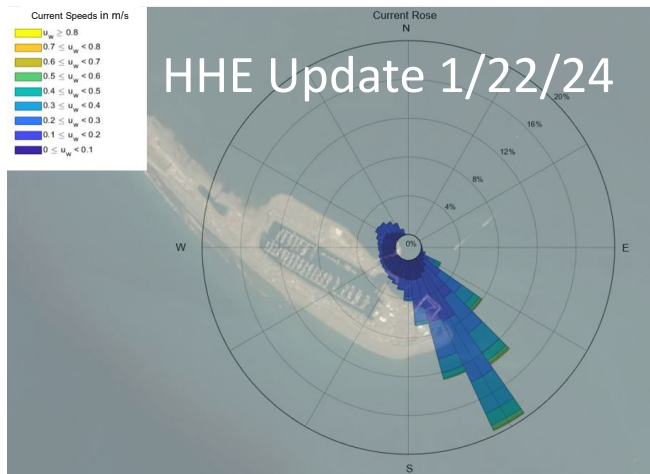 Current Speeds in m/s
u_w ≥ 0.8
0.7 ≤ u_w < 0.8
0.6 ≤ u_w < 0.7
0.5 ≤ u_w < 0.6
0.4 ≤ u_w < 0.5
0.3 ≤ u_w < 0.4
0.2 ≤ u_w < 0.3
0.1 ≤ u_w < 0.2
0 ≤ u_w < 0.1
Current Rose
N
HHE Update 1/22/24
20%
16%
12%
8%
4%
0%
W
E
S